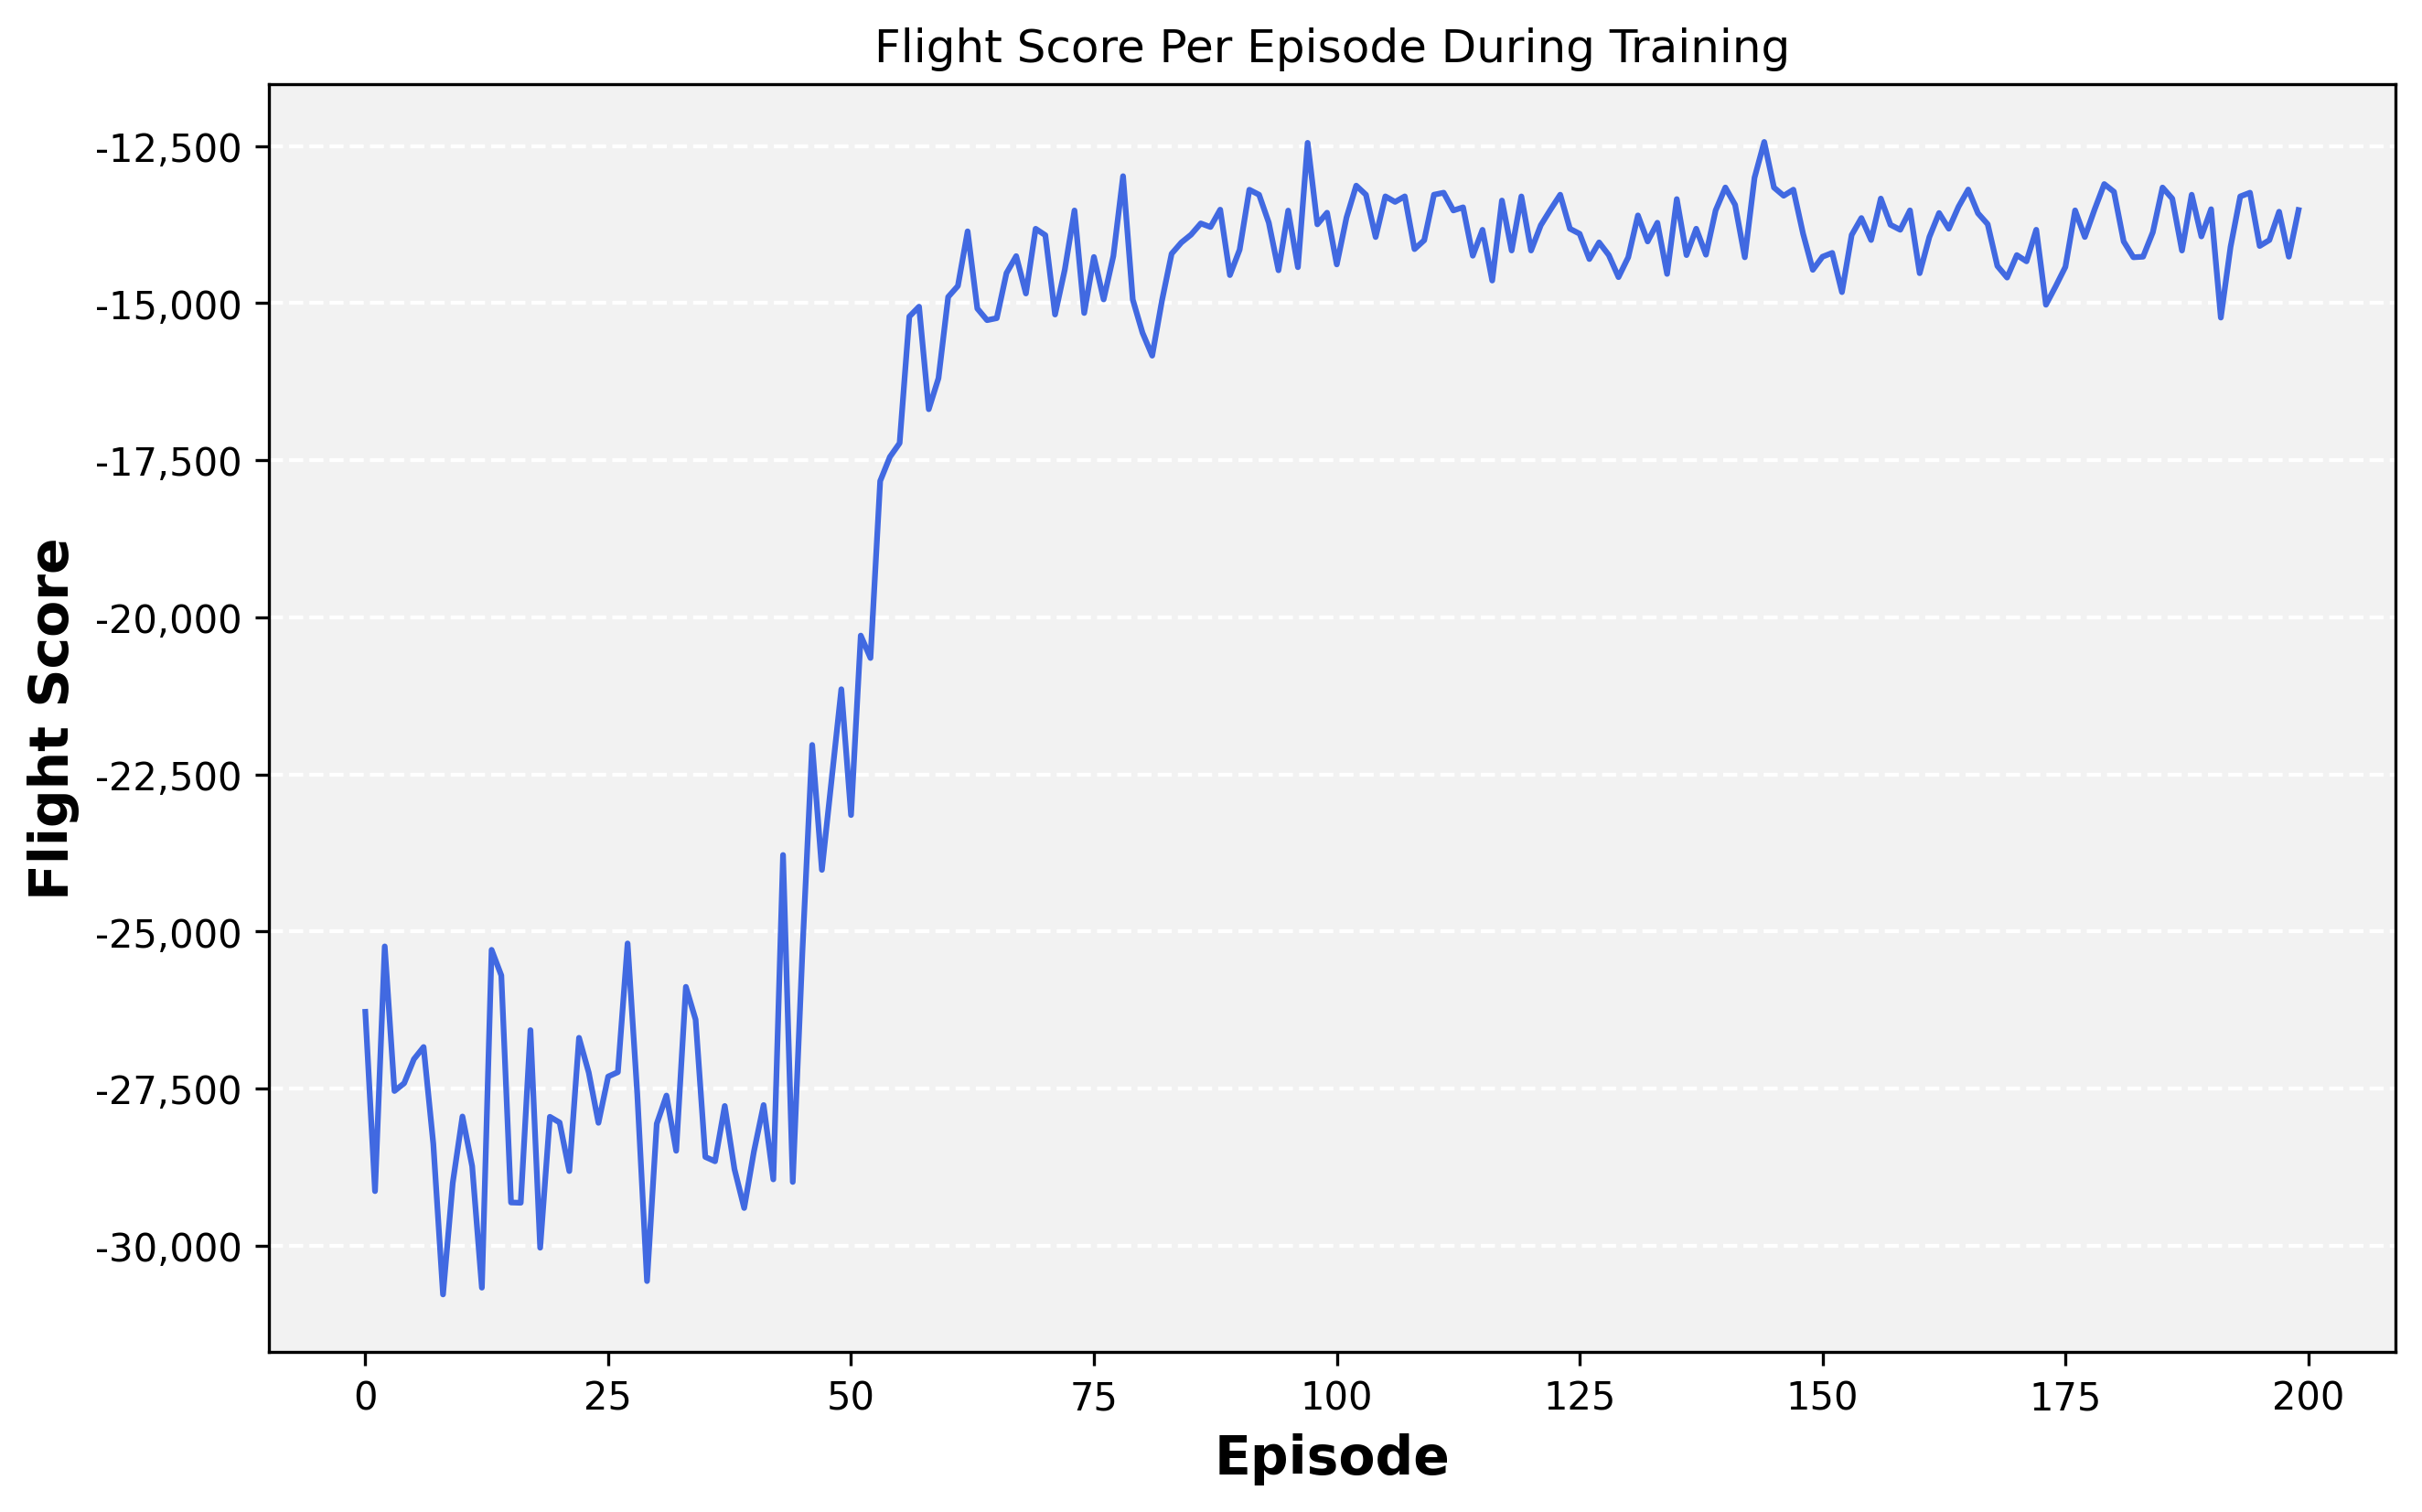 Flight Score Per Episode During Training
Flight Score
-12,500
-15,000
-17,500
-20,000
-22,500
-25,000
-27,500
-30,000
0 25 50 75 100 125 150 175 200
Episode